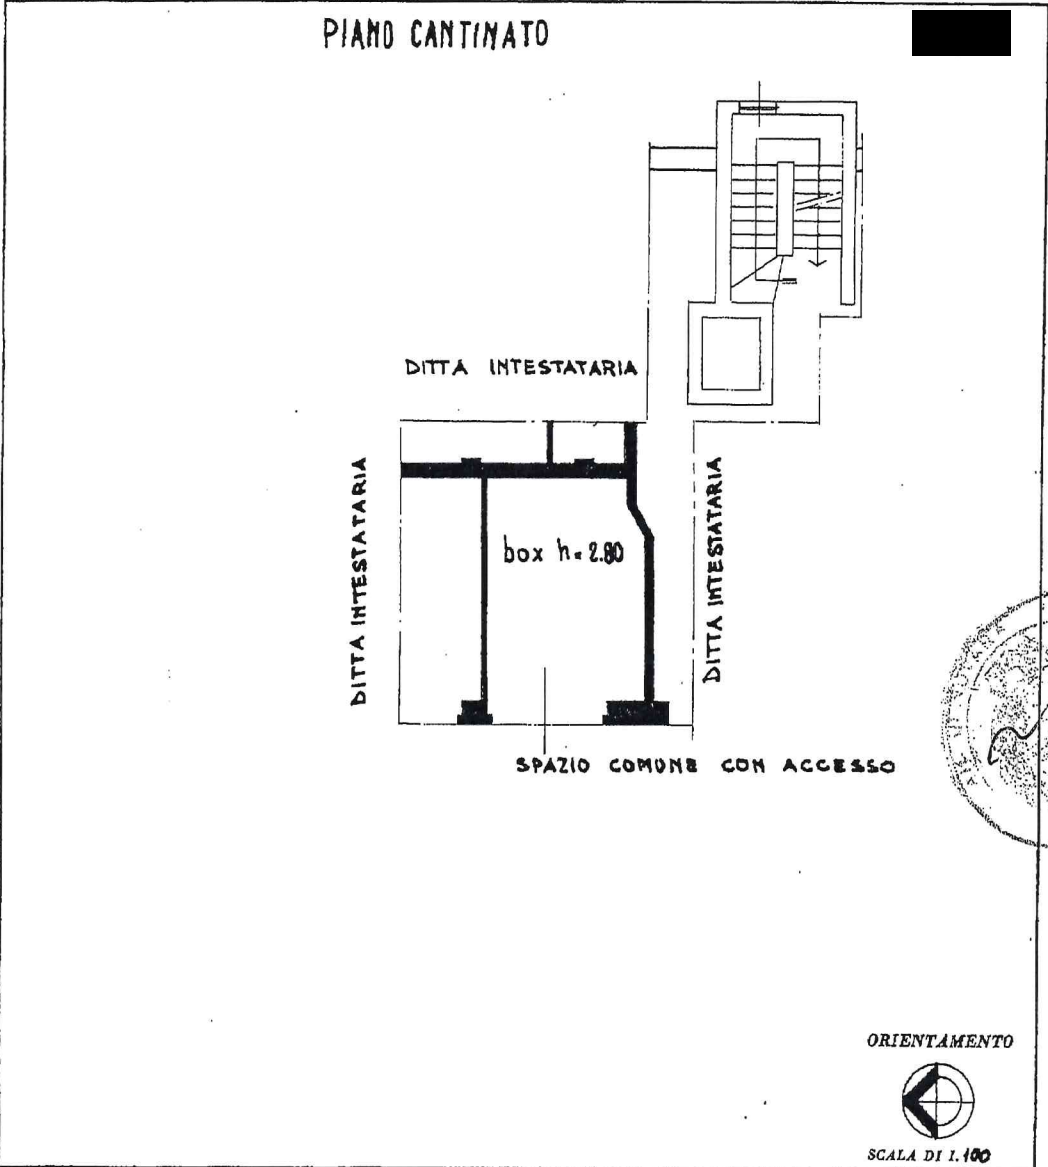 PIANO CANTINATO
DITTA INTESTATARIA
DITTA INTESTATARIA
box h=2.80
DITTA INTESTATARIA
SPAZIO COMUNE CON ACCESSO
ORIENTAMENTO
SCALA DI 1.100